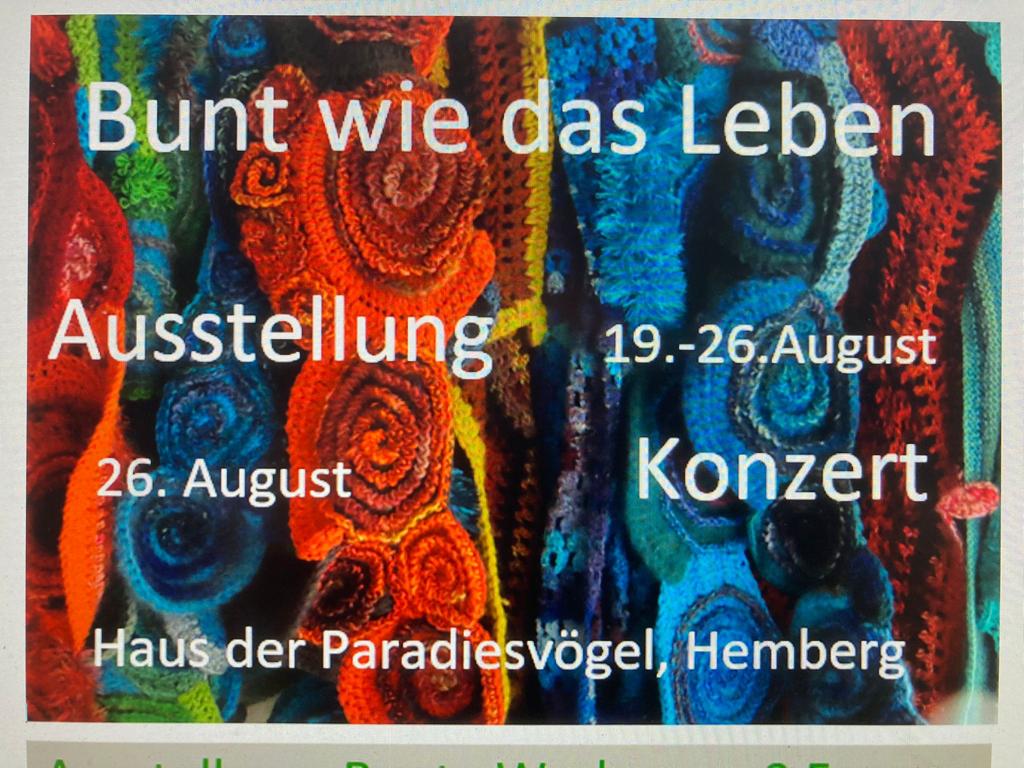 Bunt wie das Leben
Ausstellung 19.-26.August
26. August Konzert
Haus der Paradiesvögel, Hemberg